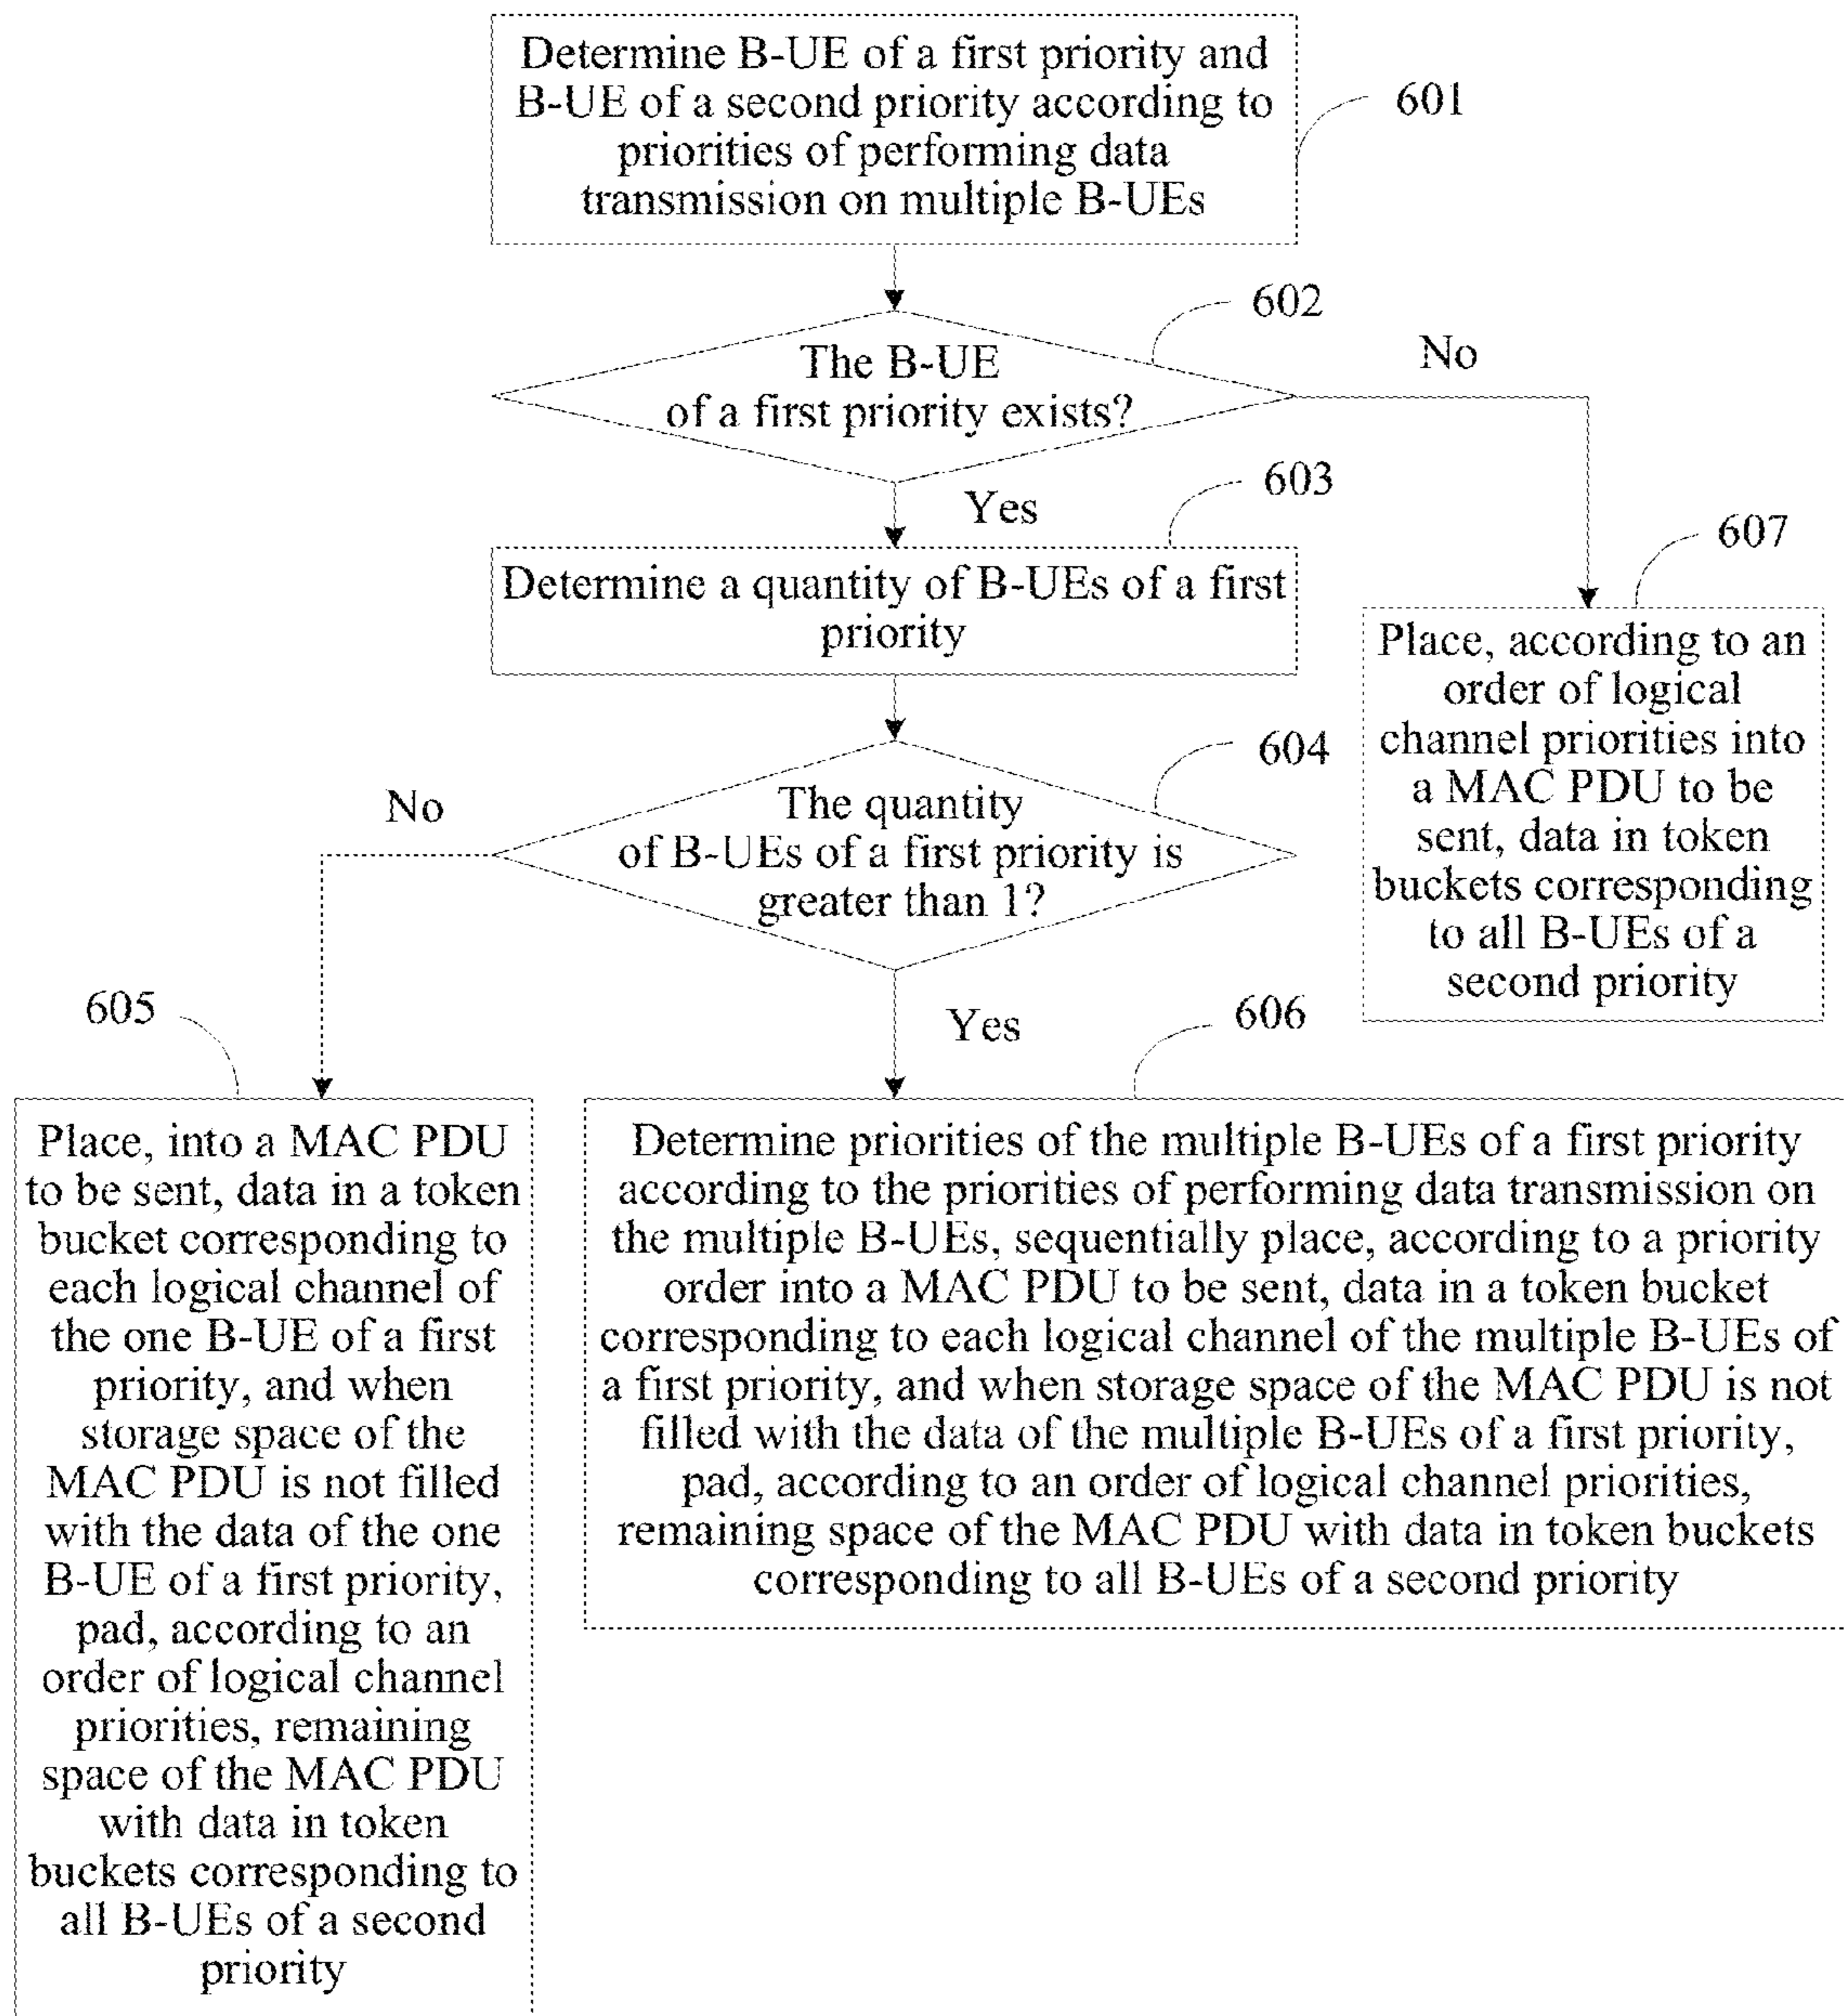 Determine B-UE of a first priority and
B-UE of a second priority according to
priorities of performing data
transmission on multiple B-UEs
601
602
The B-UE
of a first priority exists?
No
Yes
603
Determine a quantity of B-UEs of a first
priority
607
Place, according to an
order of logical
channel priorities into
a MAC PDU to be
sent, data in token
buckets corresponding
to all B-UEs of a
second priority
604
The quantity
of B-UEs of a first priority is
greater than 1?
No
Yes
605
Place, into a MAC PDU
to be sent, data in a token
bucket corresponding to
each logical channel of
the one B-UE of a first
priority, and when
storage space of the
MAC PDU is not filled
with the data of the one
B-UE of a first priority,
pad, according to an
order of logical channel
priorities, remaining
space of the MAC PDU
with data in token
buckets corresponding to
all B-UEs of a second
priority
606
Determine priorities of the multiple B-UEs of a first priority
according to the priorities of performing data transmission on
the multiple B-UEs, sequentially place, according to a priority
order into a MAC PDU to be sent, data in a token bucket
corresponding to each logical channel of the multiple B-UEs of
a first priority, and when storage space of the MAC PDU is not
filled with the data of the multiple B-UEs of a first priority,
pad, according to an order of logical channel priorities,
remaining space of the MAC PDU with data in token buckets
corresponding to all B-UEs of a second priority